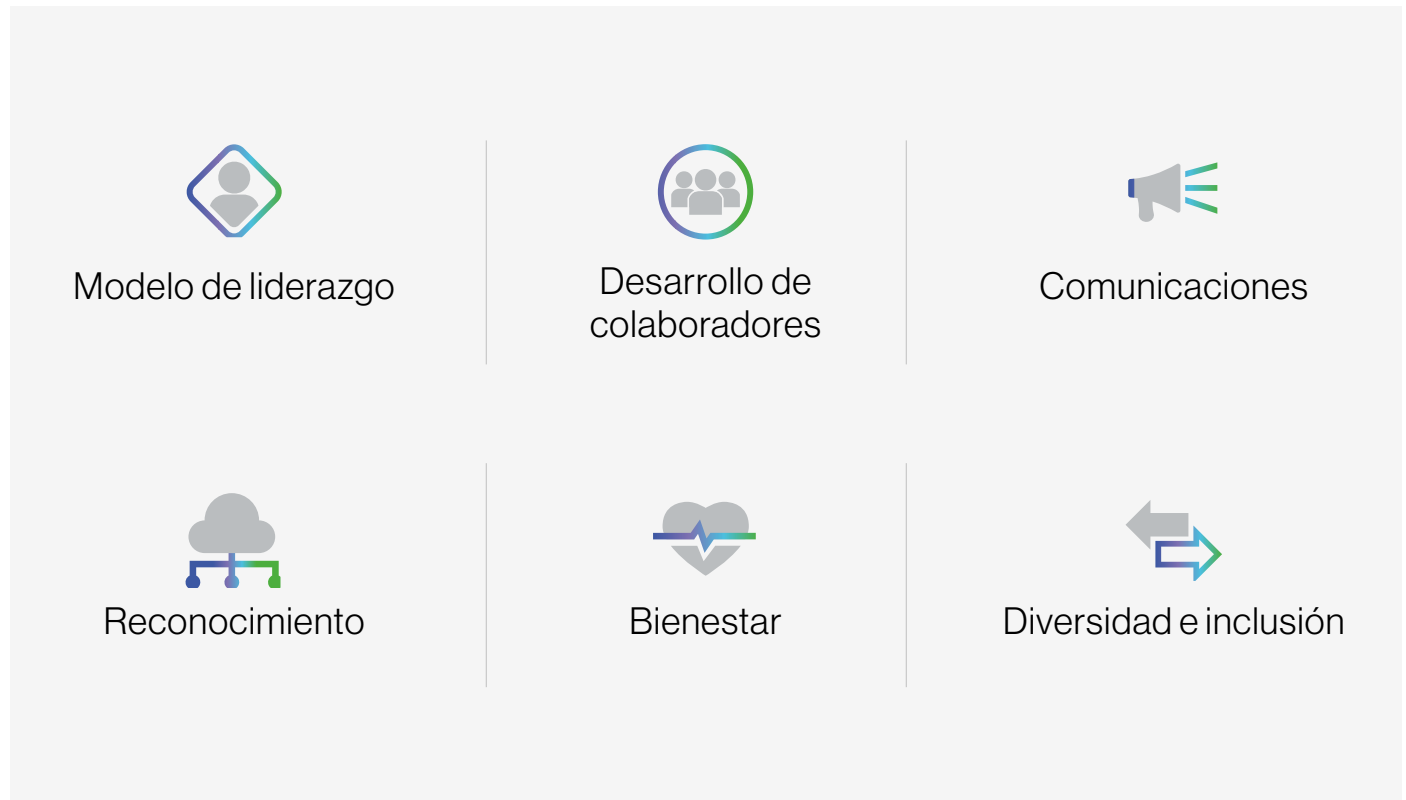 Modelo de liderazgo
Desarrollo de
colaboradores
Comunicaciones
Reconocimiento
Bienestar
Diversidad e inclusión